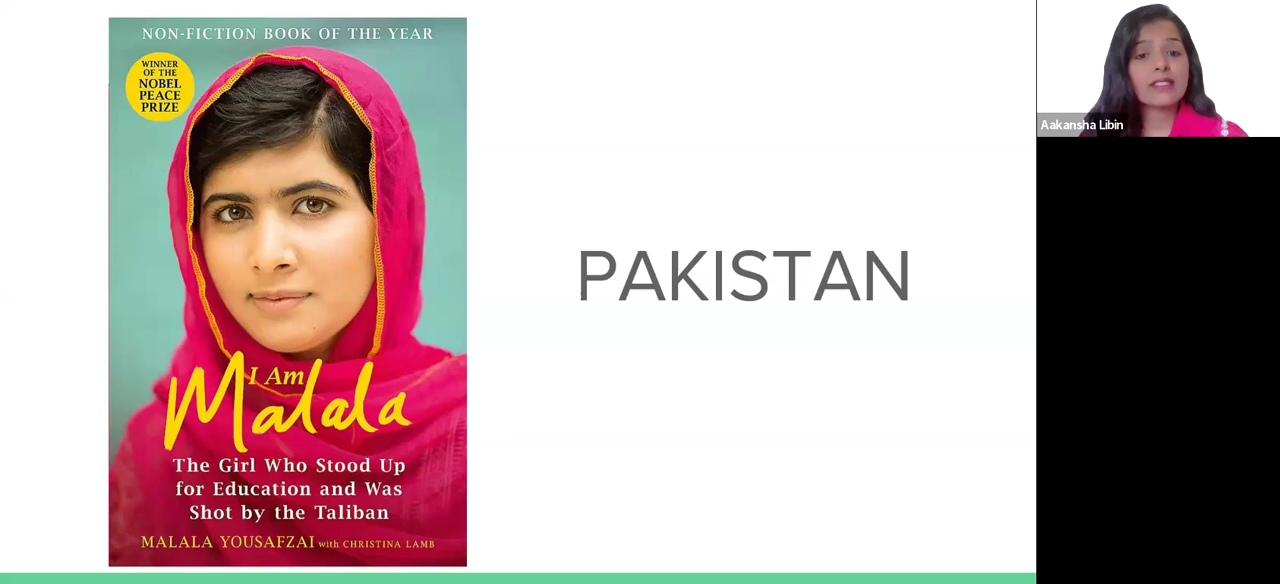 NON-FICTION BOOK OF THE YEAR
WINNER
OF THE
NOBEL
PEACE
PRIZE
I Am
Malala
The Girl Who Stood Up
for Education and Was
Shot by the Taliban
MALALA YOUSAFZAI with CHRISTINA LAMB
PAKISTAN
Aakansha Libin